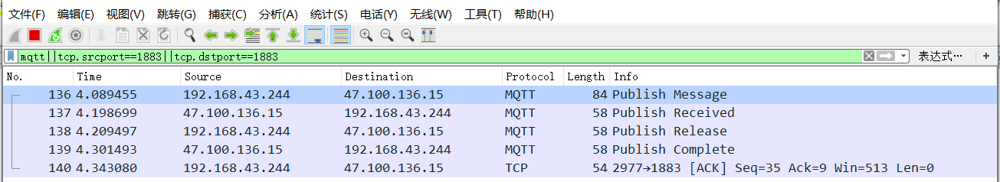 文件(F) 编辑(E) 视图(V) 跳转(G) 捕获(C) 分析(A) 统计(S) 电话(Y) 无线(W) 工具(T) 帮助(H)
mqtt||tcp.srcport==1883||tcp.dstport==1883 表达式… +
No. Time Source Destination Protocol Length Info
136 4.089455 192.168.43.244 47.100.136.15 MQTT 84 Publish Message
137 4.198699 47.100.136.15 192.168.43.244 MQTT 58 Publish Received
138 4.209497 192.168.43.244 47.100.136.15 MQTT 58 Publish Release
139 4.301493 47.100.136.15 192.168.43.244 MQTT 58 Publish Complete
140 4.343080 192.168.43.244 47.100.136.15 TCP 54 2977→1883 [ACK] Seq=35 Ack=9 Win=513 Len=0